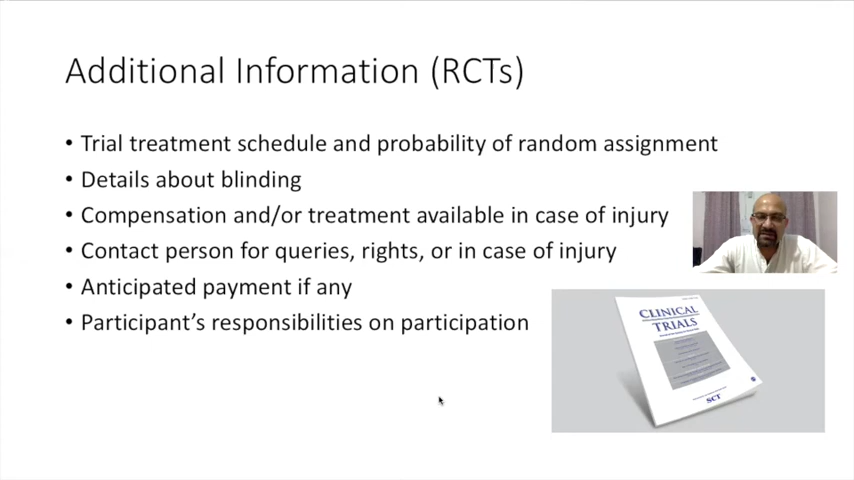 Additional Information (RCTs)
• Trial treatment schedule and probability of random assignment
• Details about blinding
• Compensation and/or treatment available in case of injury
• Contact person for queries, rights, or in case of injury
• Anticipated payment if any
• Participant’s responsibilities on participation
CLINICAL
TRIALS
SCT